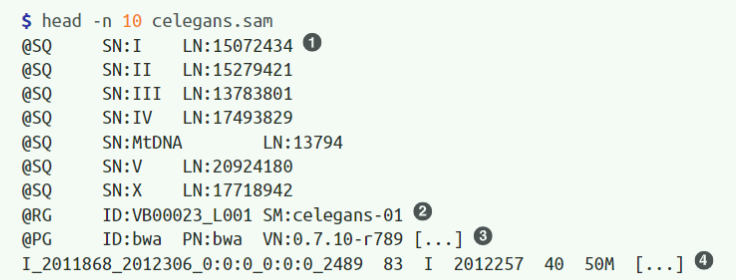 $ head -n 10 celegans.sam
@SQ SN:I LN:15072434 1
@SQ SN:II LN:15279421
@SQ SN:III LN:13783801
@SQ SN:IV LN:17493829
@SQ SN:MtDNA LN:13794
@SQ SN:V LN:20924180
@SQ SN:X LN:17718942
@RG ID:VB00023_L001 SM:celegans-01 2
@PG ID:bwa PN:bwa VN:0.7.10-r789 [...] 3
I_2011868_2012306_0:0:0_0:0:0_2489 83 I 2012257 40 50M [...] 4